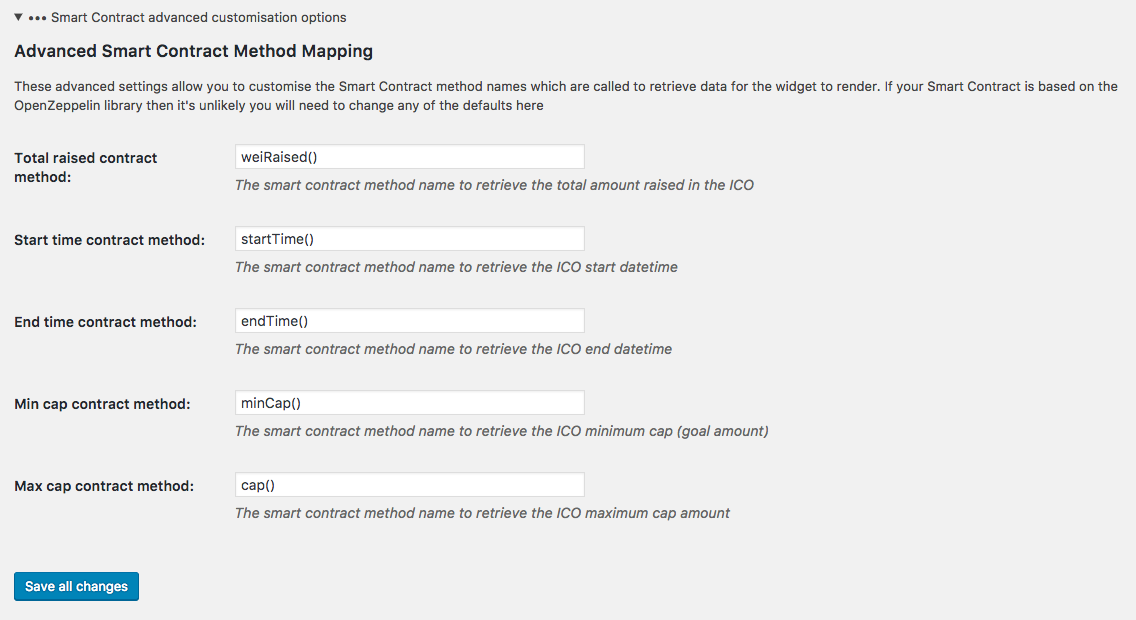 ▼ ••• Smart Contract advanced customisation options
Advanced Smart Contract Method Mapping
These advanced settings allow you to customise the Smart Contract method names which are called to retrieve data for the widget to render. If your Smart Contract is based on the
OpenZeppelin library then it's unlikely you will need to change any of the defaults here
Total raised contract
method:
weiRaised()
The smart contract method name to retrieve the total amount raised in the ICO
Start time contract method:
startTime()
The smart contract method name to retrieve the ICO start datetime
End time contract method:
endTime()
The smart contract method name to retrieve the ICO end datetime
Min cap contract method:
minCap()
The smart contract method name to retrieve the ICO minimum cap (goal amount)
Max cap contract method:
cap()
The smart contract method name to retrieve the ICO maximum cap amount
Save all changes